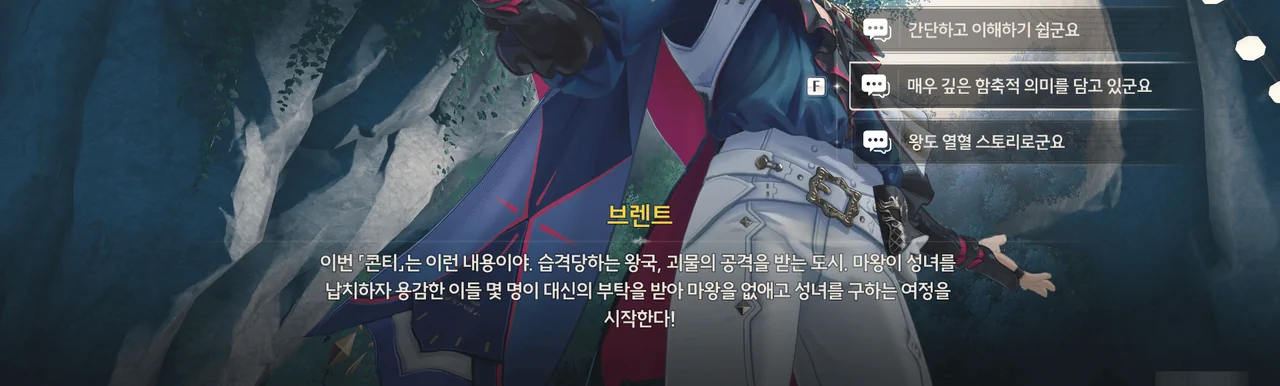 간단하고 이해하기 쉽군요
F
매우 깊은 함축적 의미를 담고 있군요
왕도 열혈 스토리로군요
브렌트
이번 「콘티」는 이런 내용이야. 습격당하는 왕국, 괴물의 공격을 받는 도시. 마왕이 성녀를
납치하자 용감한 이들 몇 명이 대신의 부탁을 받아 마왕을 없애고 성녀를 구하는 여정을
시작한다!